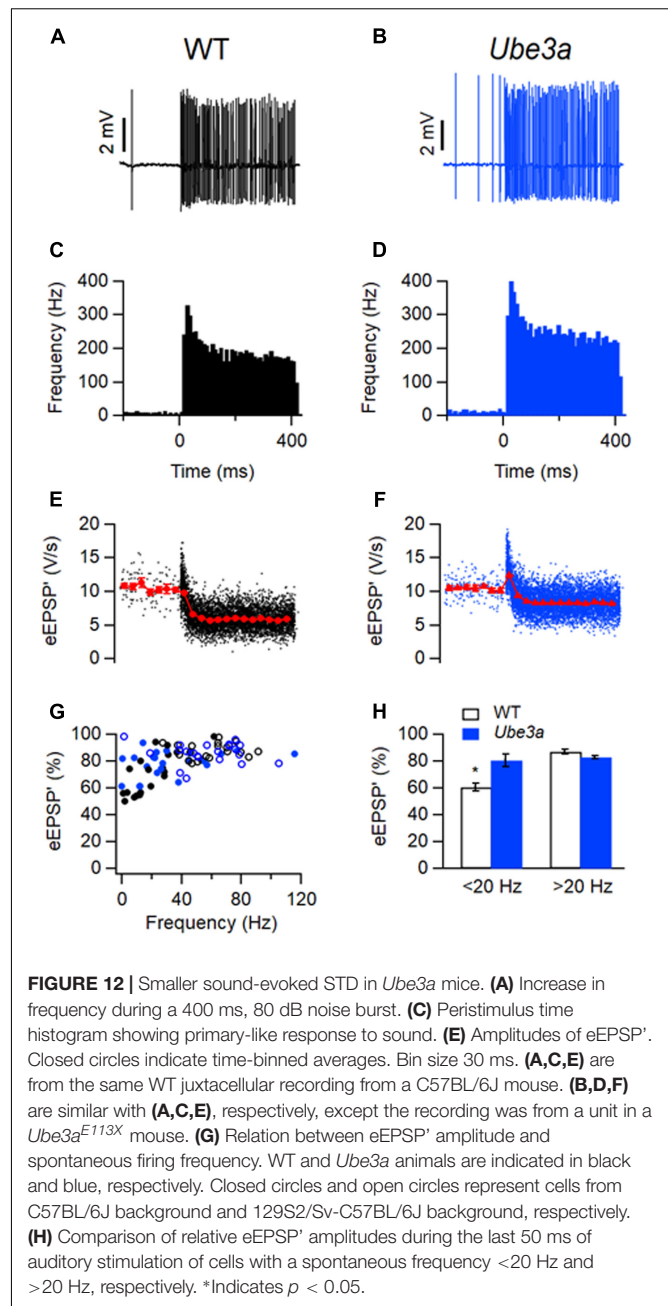 A
B
WT
Ube3a
2 mV
2 mV
C
D
400
300
200
100
0
Frequency (Hz)
0
400
Time (ms)
400
300
200
100
0
Frequency (Hz)
0
400
Time (ms)
E
F
20
15
10
5
0
eEPSP' (V/s)
20
15
10
5
0
eEPSP' (V/s)
G
H
100
80
60
40
20
0
eEPSP' (%)
0
40
80
120
Frequency (Hz)
WT
Ube3a
100
80
60
40
20
0
eEPSP' (%)
*
<20 Hz
>20 Hz
FIGURE 12 | Smaller sound-evoked STD in Ube3a mice. (A) Increase in
frequency during a 400 ms, 80 dB noise burst. (C) Peristimulus time
histogram showing primary-like response to sound. (E) Amplitudes of eEPSP'.
Closed circles indicate time-binned averages. Bin size 30 ms. (A,C,E) are
from the same WT juxtacellular recording from a C57BL/6J mouse. (B,D,F)
are similar with (A,C,E), respectively, except the recording was from a unit in a
Ube3aE113X mouse. (G) Relation between eEPSP' amplitude and
spontaneous firing frequency. WT and Ube3a animals are indicated in black
and blue, respectively. Closed circles and open circles represent cells from
C57BL/6J background and 129S2/Sv-C57BL/6J background, respectively.
(H) Comparison of relative eEPSP' amplitudes during the last 50 ms of
auditory stimulation of cells with a spontaneous frequency <20 Hz and
>20 Hz, respectively. *Indicates p < 0.05.